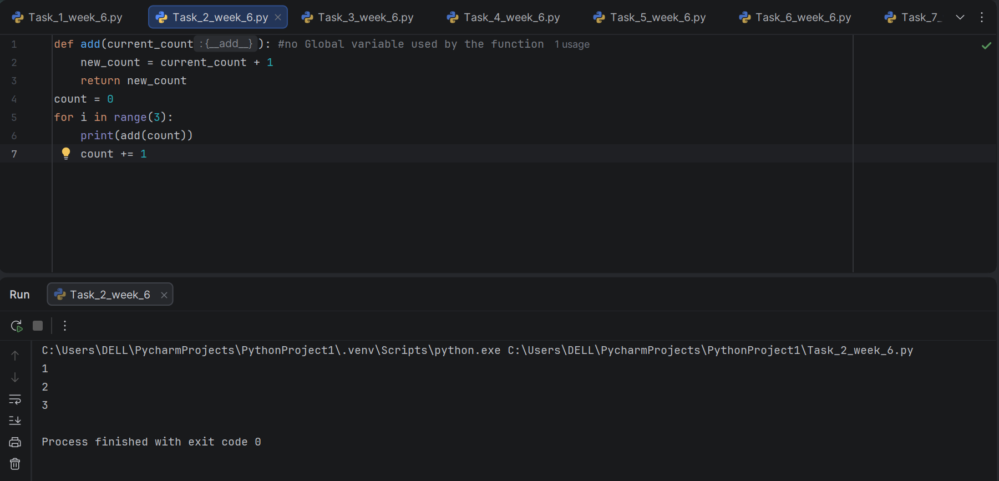 Task_1_week_6.py Task_2_week_6.py Task_3_week_6.py Task_4_week_6.py Task_5_week_6.py Task_6_week_6.py Task_7_
1 def add(current_count :{__add__} ): #no Global variable used by the function 1 usage
2 new_count = current_count + 1
3 return new_count
4 count = 0
5 for i in range(3):
6 print(add(count))
7 count += 1
Run Task_2_week_6
C:\Users\DELL\PycharmProjects\PythonProject1\.venv\Scripts\python.exe C:\Users\DELL\PycharmProjects\PythonProject1\Task_2_week_6.py
1
2
3
Process finished with exit code 0